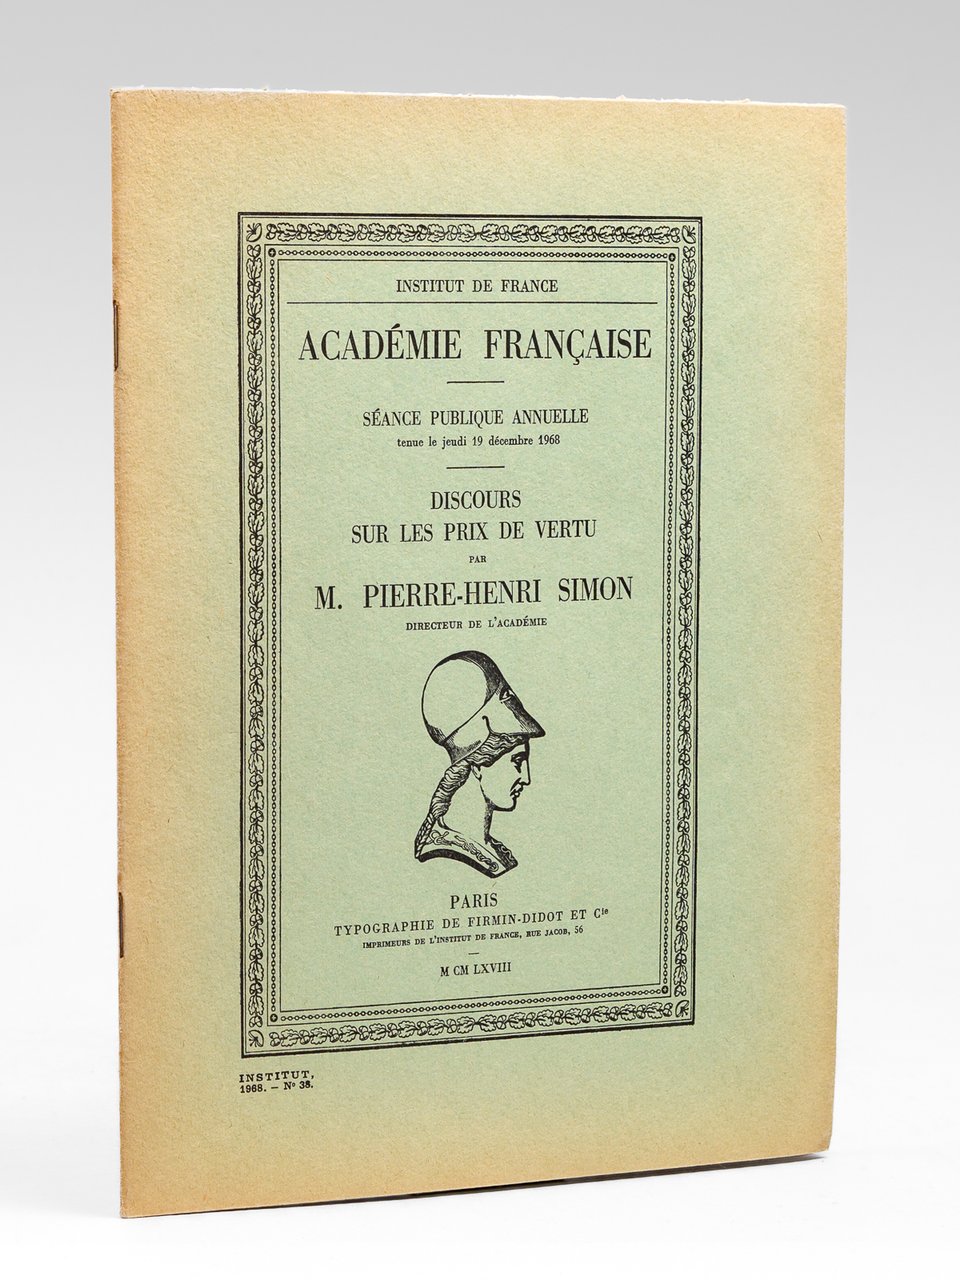 INSTITUT DE FRANCE
ACADÉMIE FRANÇAISE
SÉANCE PUBLIQUE ANNUELLE
tenue le jeudi 19 décembre 1968
DISCOURS
SUR LES PRIX DE VERTU
PAR
M. PIERRE-HENRI SIMON
DIRECTEUR DE L'ACADÉMIE
PARIS
TYPOGRAPHIE DE FIRMIN-DIDOT ET Cie
IMPRIMEURS DE L'INSTITUT DE FRANCE, RUE JACOB, 56
M CM LXVIII
INSTITUT,
1968. — No 38.